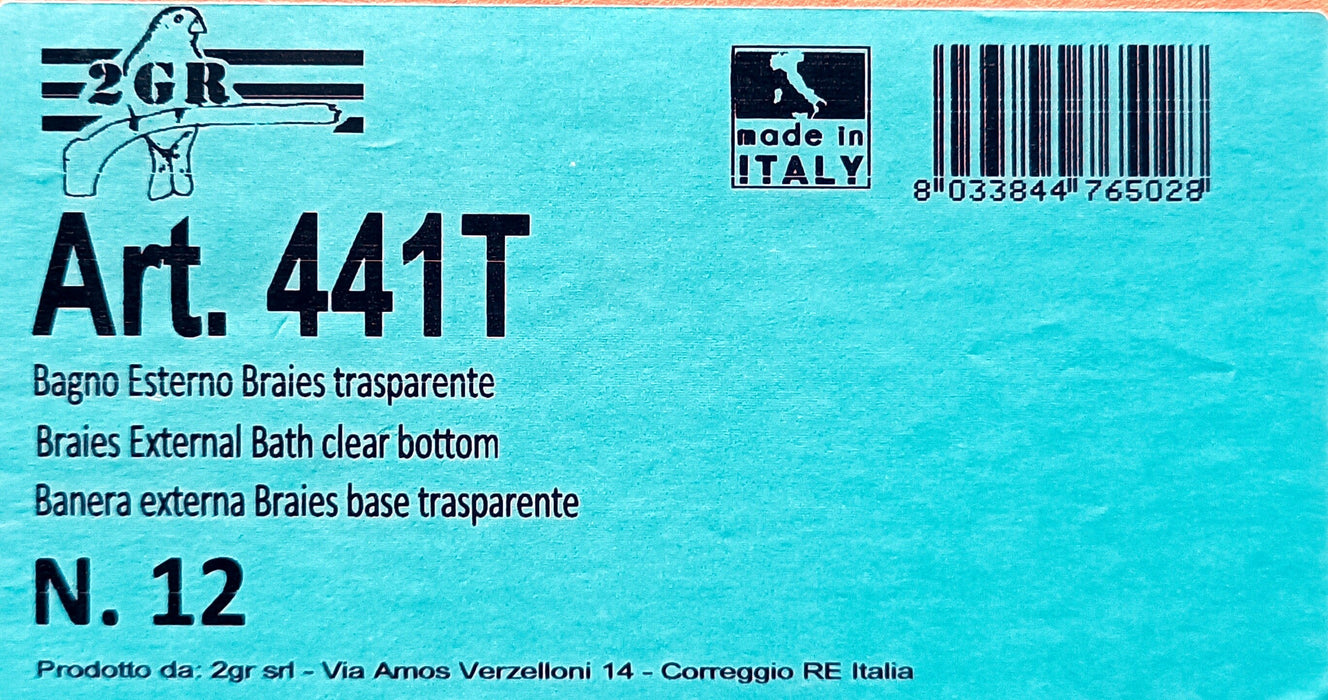 2GR
made in
ITALY
8 033844 765028
Art. 441T
Bagno Esterno Braies trasparente
Braies External Bath clear bottom
Banera externa Braies base trasparente
N. 12
Prodotto da: 2gr srl - Via Amos Verzelloni 14 - Correggio RE Italia